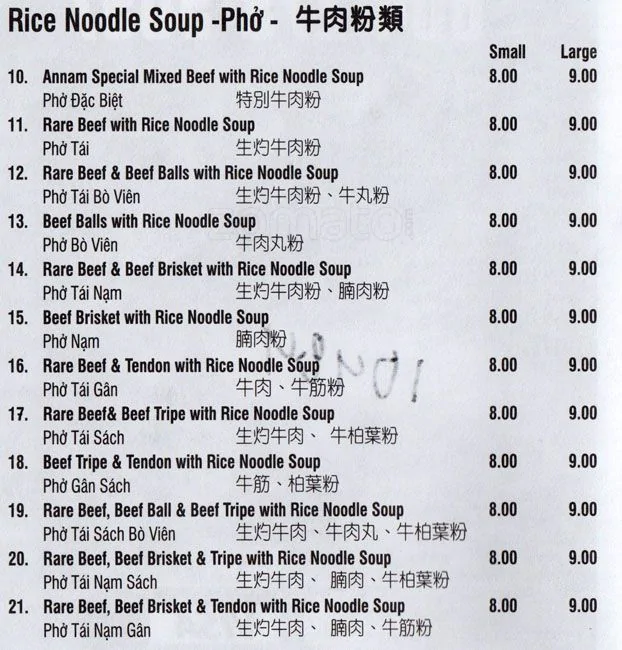 Rice Noodle Soup -Phở - 牛肉粉類
Small Large
10. Annam Special Mixed Beef with Rice Noodle Soup 8.00 9.00
Phở Đặc Biệt 特別牛肉粉
11. Rare Beef with Rice Noodle Soup 8.00 9.00
Phở Tái 生灼牛肉粉
12. Rare Beef & Beef Balls with Rice Noodle Soup 8.00 9.00
Phở Tái Bò Viên 生灼牛肉粉、牛丸粉
13. Beef Balls with Rice Noodle Soup 8.00 9.00
Phở Bò Viên 牛肉丸粉
14. Rare Beef & Beef Brisket with Rice Noodle Soup 8.00 9.00
Phở Tái Nạm 生灼牛肉粉、腩肉粉
15. Beef Brisket with Rice Noodle Soup 8.00 9.00
Phở Nạm 腩肉粉
16. Rare Beef & Tendon with Rice Noodle Soup 8.00 9.00
Phở Tái Gân 牛肉、牛筋粉
17. Rare Beef& Beef Tripe with Rice Noodle Soup 8.00 9.00
Phở Tái Sách 生灼牛肉、 牛柏葉粉
18. Beef Tripe & Tendon with Rice Noodle Soup 8.00 9.00
Phở Gân Sách 牛筋、柏葉粉
19. Rare Beef, Beef Ball & Beef Tripe with Rice Noodle Soup 8.00 9.00
Phở Tái Sách Bò Viên 生灼牛肉、牛肉丸、牛柏葉粉
20. Rare Beef, Beef Brisket & Tripe with Rice Noodle Soup 8.00 9.00
Phở Tái Nạm Sách 生灼牛肉、 腩肉、牛柏葉粉
21. Rare Beef, Beef Brisket & Tendon with Rice Noodle Soup 8.00 9.00
Phở Tái Nạm Gân 生灼牛肉、 腩肉、牛筋粉